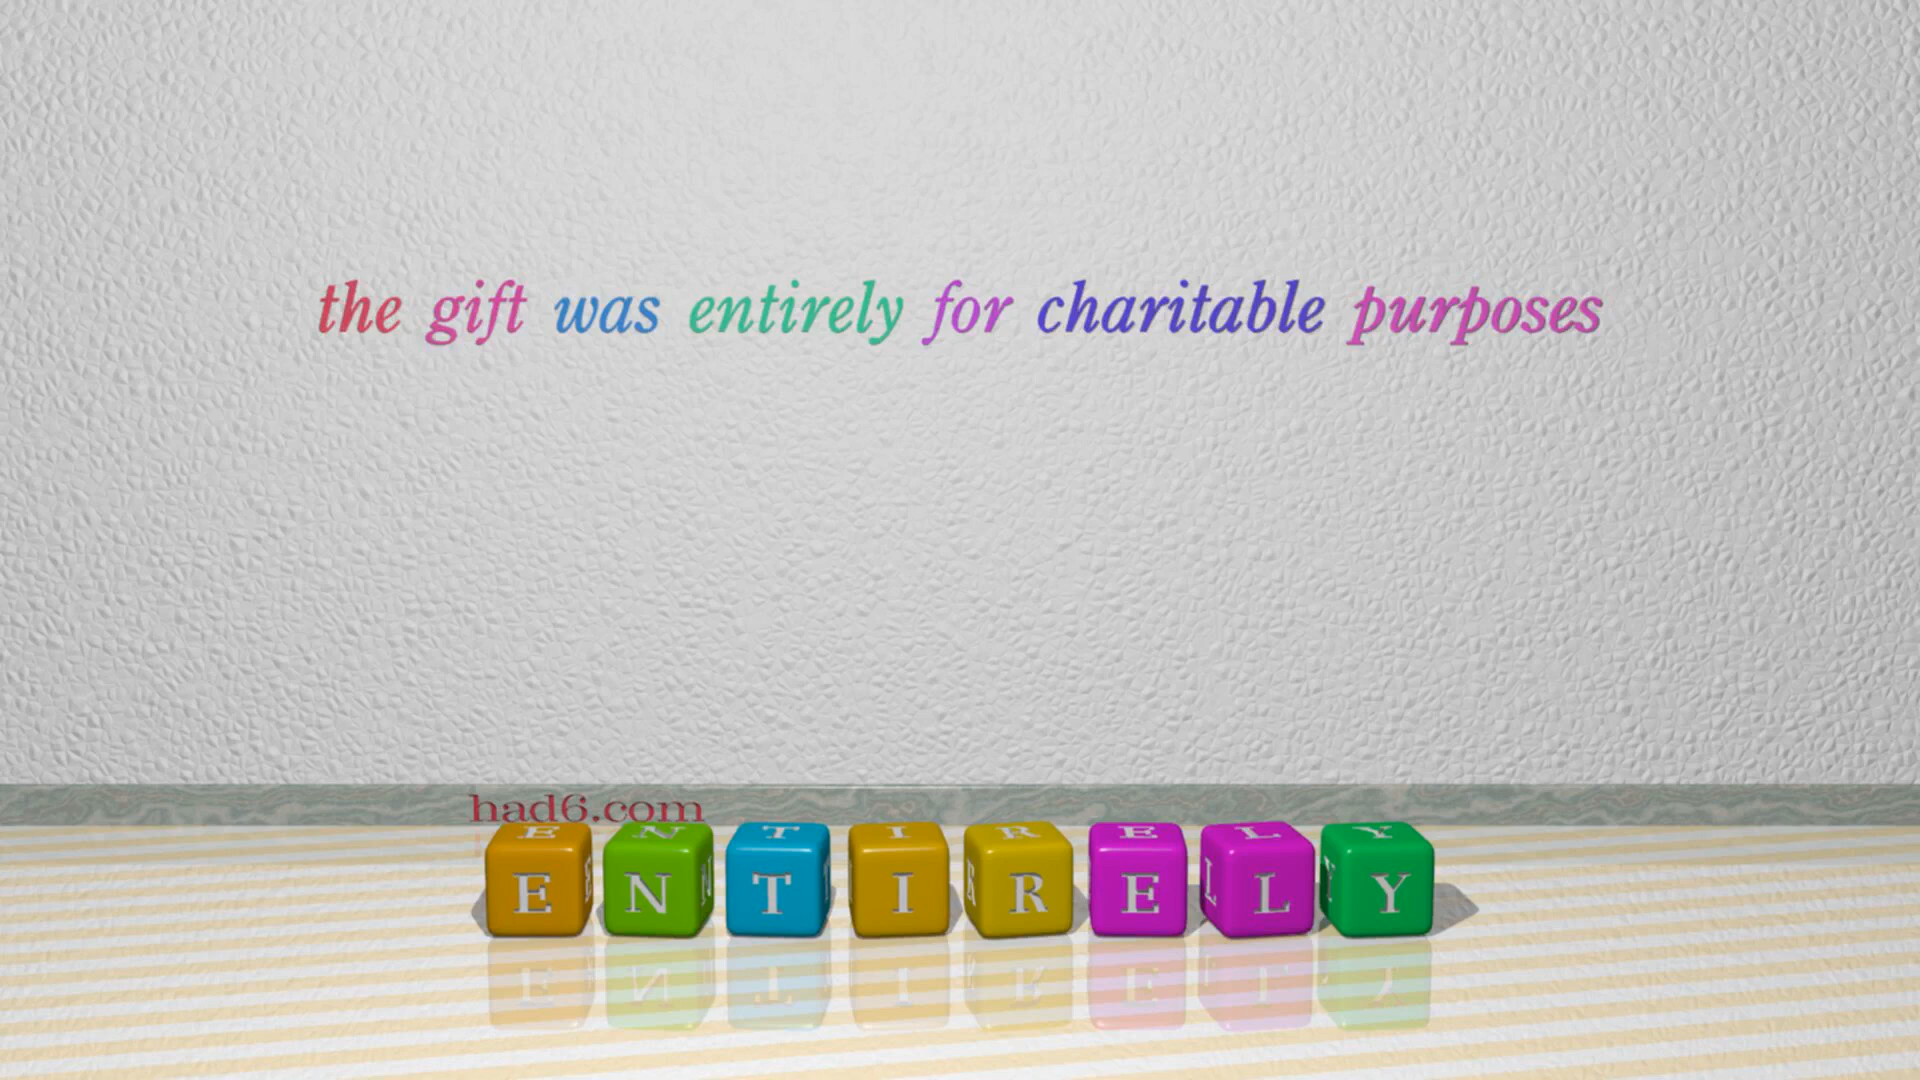 the gift was entirely for charitable purposes
had6.com
ENTIRELY